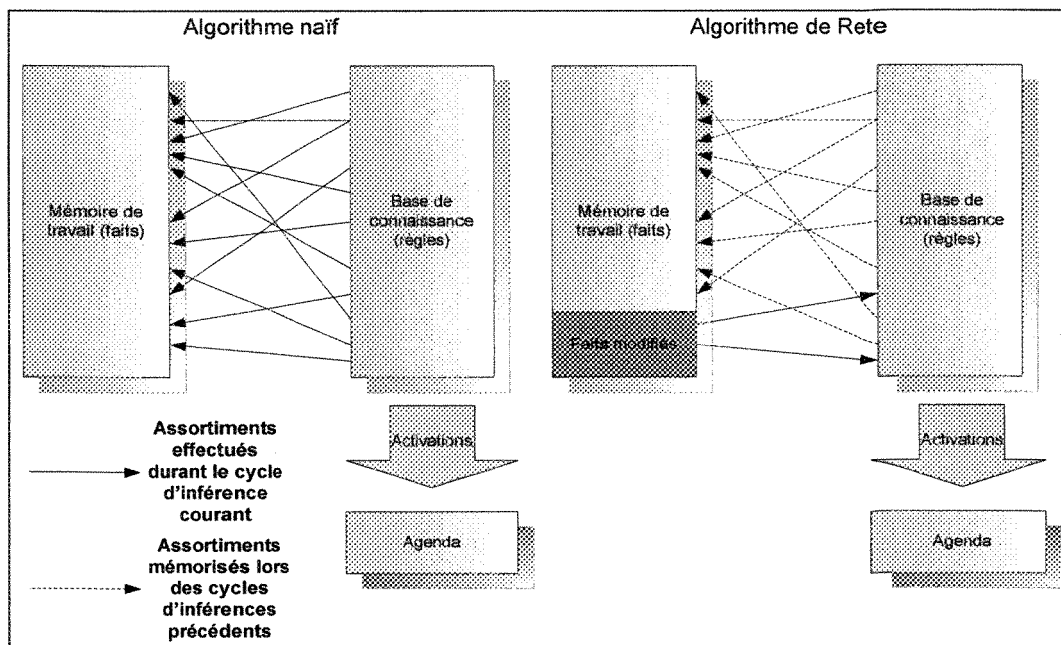 Algorithme naïf
Mémoire de
travail (faits)
Base de
connaissance
(règles)
Activations
Agenda
Algorithme de Rete
Mémoire de
travail (faits)
Faits modifiés
Base de
connaissance
(règles)
Activations
Agenda
Assortiments
effectués
durant le cycle
d'inférence
courant
Assortiments
mémorisés lors
des cycles
d'inférences
précédents